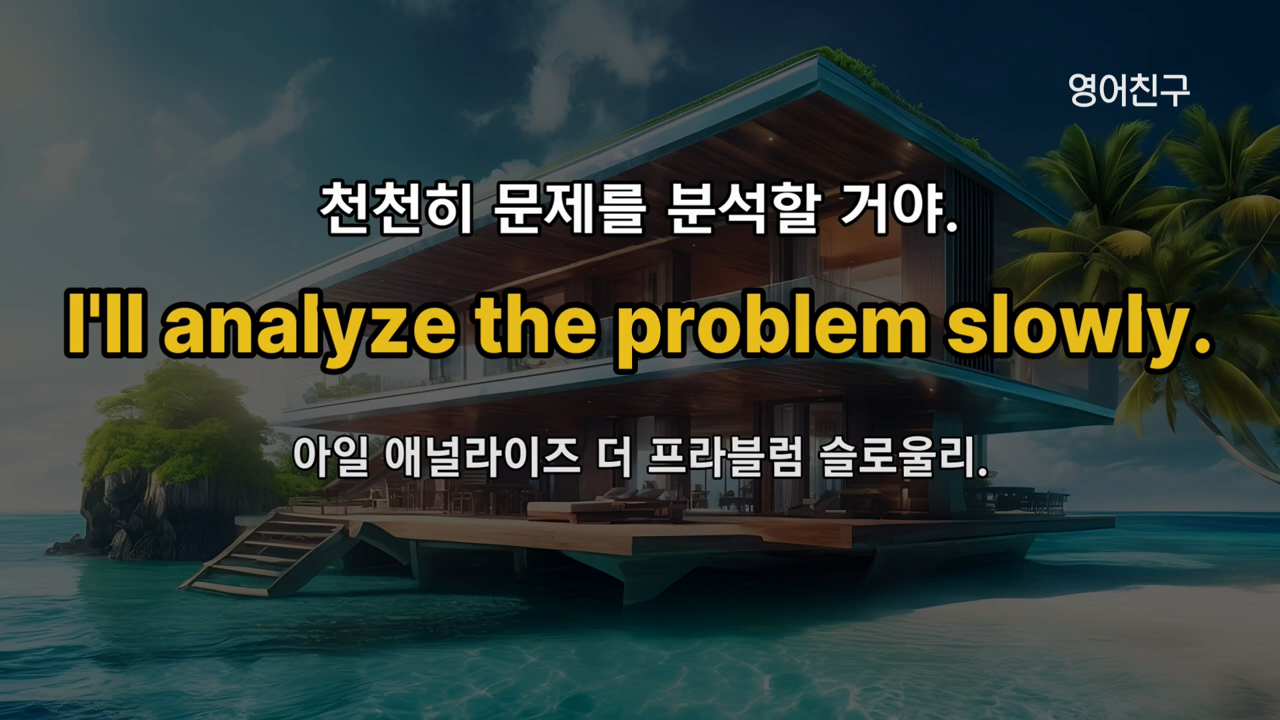 영어친구
천천히 문제를 분석할 거야.
I'll analyze the problem slowly.
아일 애널라이즈 더 프라블럼 슬로울리.